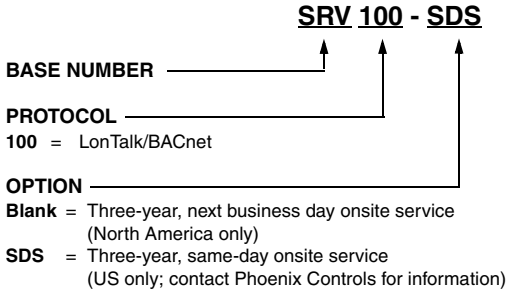 SRV 100 - SDS
BASE NUMBER
PROTOCOL
100 = LonTalk/BACnet
OPTION
Blank = Three-year, next business day onsite service
(North America only)
SDS = Three-year, same-day onsite service
(US only; contact Phoenix Controls for information)